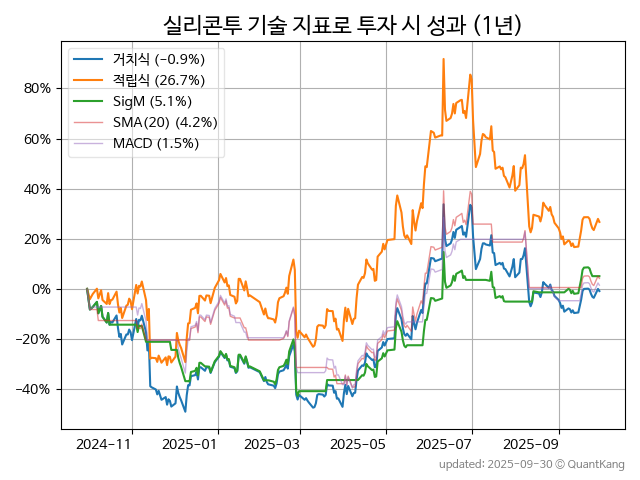 실리콘투 기술 지표로 투자 시 성과 (1년)
거치식 (−0.9%)
적립식 (26.7%)
SigM (5.1%)
SMA(20) (4.2%)
MACD (1.5%)
80%
60%
40%
20%
0%
−20%
−40%
2024-11 2025-01 2025-03 2025-05 2025-07 2025-09
updated: 2025-09-30 © QuantKang